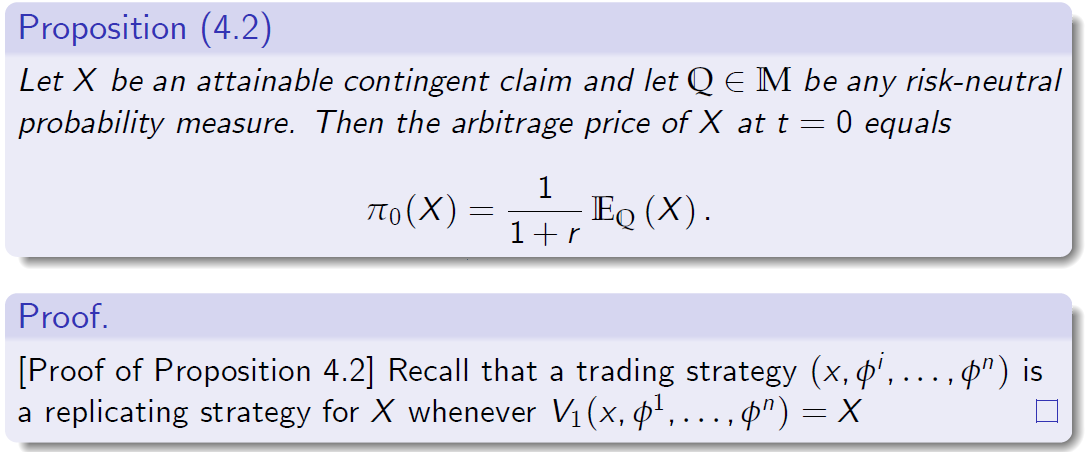 Proposition (4.2)
Let X be an attainable contingent claim and let ℚ ∈ 𝕄 be any risk-neutral
probability measure. Then the arbitrage price of X at t = 0 equals
π₀(X) = 1/(1 + r) 𝔼_ℚ (X).
Proof.
[Proof of Proposition 4.2] Recall that a trading strategy (x, ϕⁱ, . . . , ϕⁿ) is
a replicating strategy for X whenever V₁(x, ϕ¹, . . . , ϕⁿ) = X □